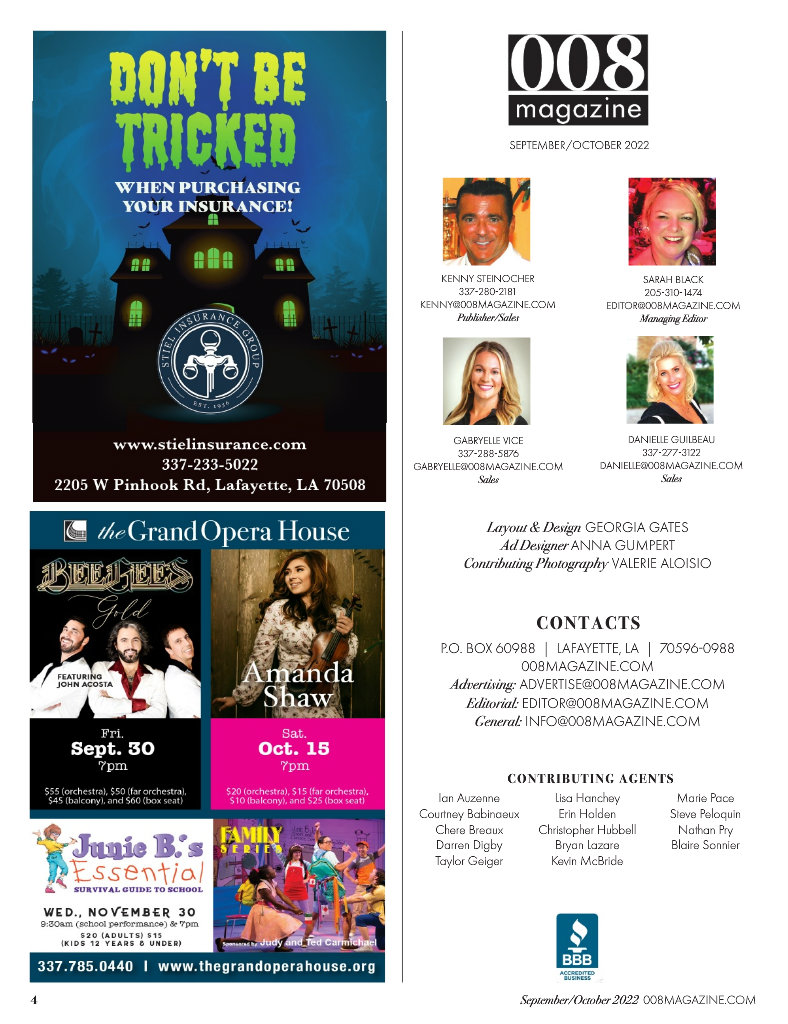 DON'T BE
TRICKED
WHEN PURCHASING
YOUR INSURANCE!
STIEL INSURANCE GROUP
EST. 1956
www.stielinsurance.com
337-233-5022
2205 W Pinhook Rd, Lafayette, LA 70508
the Grand Opera House
BEE GEES
Gold
FEATURING
JOHN ACOSTA
Fri.
Sept. 30
7pm
$55 (orchestra), $50 (far orchestra),
$45 (balcony), and $60 (box seat)
Amanda
Shaw
Sat.
Oct. 15
7pm
$20 (orchestra), $15 (far orchestra),
$10 (balcony), and $25 (box seat)
Junie B.'s
Essential
SURVIVAL GUIDE TO SCHOOL
WED., NOVEMBER 30
9:30am (school performance) & 7pm
$20 (ADULTS) $15
(KIDS 12 YEARS & UNDER)
FAMILY
SERIES
Sponsored by Judy and Ted Carmichael
337.785.0440 | www.thegrandoperahouse.org
008
magazine
SEPTEMBER/OCTOBER 2022
KENNY STEINOCHER
337-280-2181
KENNY@008MAGAZINE.COM
Publisher/Sales
SARAH BLACK
205-310-1474
EDITOR@008MAGAZINE.COM
Managing Editor
GABRYELLE VICE
337-288-5876
GABRYELLE@008MAGAZINE.COM
Sales
DANIELLE GUILBEAU
337-277-3122
DANIELLE@008MAGAZINE.COM
Sales
Layout & Design GEORGIA GATES
Ad Designer ANNA GUMPERT
Contributing Photography VALERIE ALOISIO
CONTACTS
P.O. BOX 60988 | LAFAYETTE, LA | 70596-0988
008MAGAZINE.COM
Advertising: ADVERTISE@008MAGAZINE.COM
Editorial: EDITOR@008MAGAZINE.COM
General: INFO@008MAGAZINE.COM
CONTRIBUTING AGENTS
Ian Auzenne
Courtney Babinaeux
Chere Breaux
Darren Digby
Taylor Geiger
Lisa Hanchey
Erin Holden
Christopher Hubbell
Bryan Lazare
Kevin McBride
Marie Pace
Steve Peloquin
Nathan Pry
Blaire Sonnier
BBB
ACCREDITED
BUSINESS
4
September/October 2022 008MAGAZINE.COM